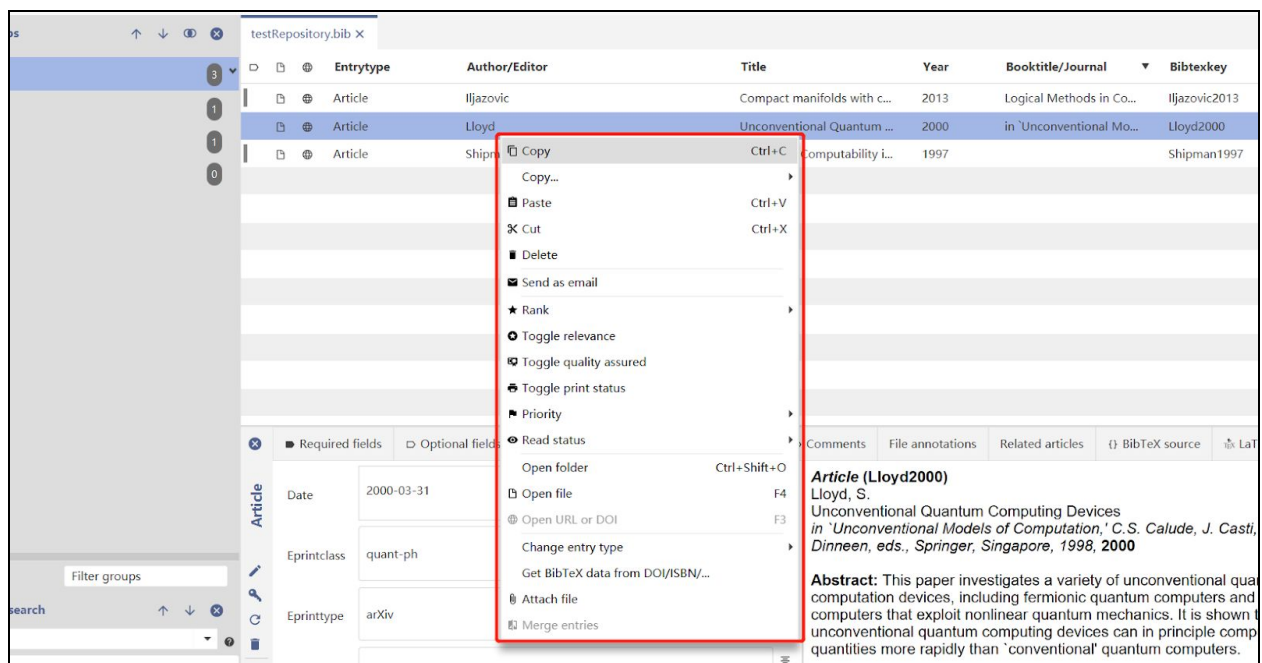 ps
3
1
1
0
testRepository.bib
Entrytype Author/Editor Title Year Booktitle/Journal Bibtexkey
Article Iljazovic Compact manifolds with c... 2013 Logical Methods in Co... Iljazovic2013
Article Lloyd Unconventional Quantum ... 2000 in `Unconventional Mo... Lloyd2000
Article Shipm Computability i... 1997 Shipman1997
Copy Ctrl+C
Copy...
Paste Ctrl+V
Cut Ctrl+X
Delete
Send as email
Rank
Toggle relevance
Toggle quality assured
Toggle print status
Priority
Read status
Open folder Ctrl+Shift+O
Open file F4
Open URL or DOI F3
Change entry type
Get BibTeX data from DOI/ISBN/...
Attach file
Merge entries
Required fields Optional fields Comments File annotations Related articles {} BibTeX source LaT
Article
Date 2000-03-31
Eprintclass quant-ph
Eprinttype arXiv
Article (Lloyd2000)
Lloyd, S.
Unconventional Quantum Computing Devices
in `Unconventional Models of Computation,' C.S. Calude, J. Casti,
Dinneen, eds., Springer, Singapore, 1998, 2000
Abstract: This paper investigates a variety of unconventional qua
computation devices, including fermionic quantum computers and
computers that exploit nonlinear quantum mechanics. It is shown t
unconventional quantum computing devices can in principle comp
quantities more rapidly than `conventional' quantum computers.
Filter groups
search